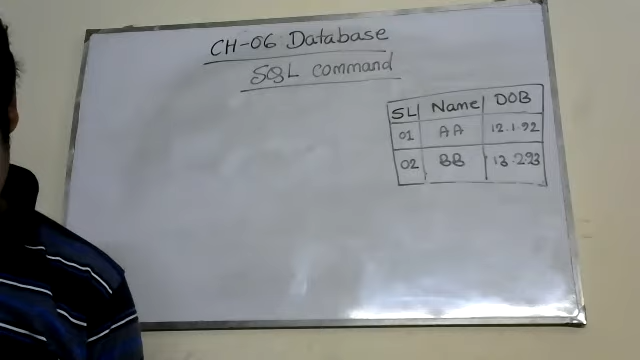 CH-06 Database
SQL command
SL Name DOB
01 AA 12.1.92
02 BB 13.2.93